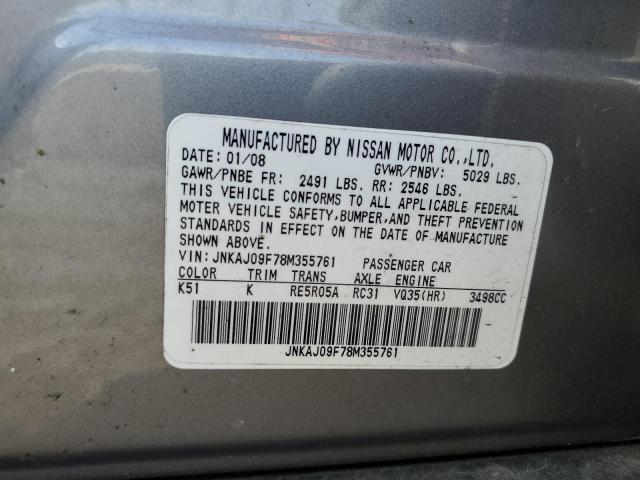 MANUFACTURED BY NISSAN MOTOR CO.,LTD.
DATE: 01/08 GVWR/PNBV: 5029 LBS.
GAWR/PNBE FR: 2491 LBS. RR: 2546 LBS.
THIS VEHICLE CONFORMS TO ALL APPLICABLE FEDERAL
MOTOR VEHICLE SAFETY,BUMPER,AND THEFT PREVENTION
STANDARDS IN EFFECT ON THE DATE OF MANUFACTURE
SHOWN ABOVE.
VIN: JNKAJ09F78M355761 PASSENGER CAR
COLOR TRIM TRANS AXLE ENGINE
K51 K RE5R05A RC31 VQ35(HR) 3498CC
JNKAJ09F78M355761